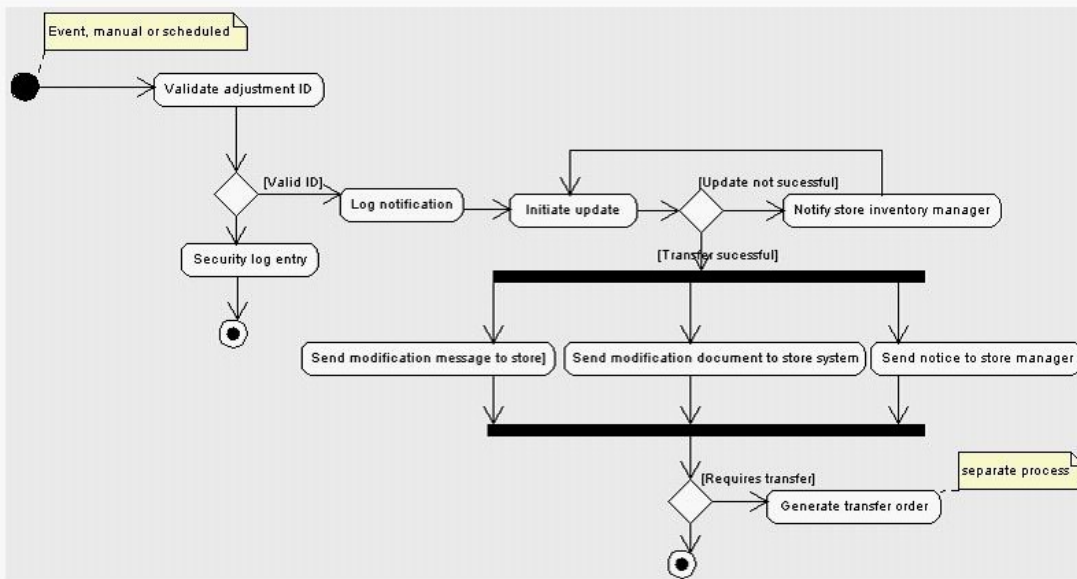 Event, manual or scheduled
Validate adjustment ID
[Valid ID]
[Update not sucessful]
Log notification
Initiate update
Notify store inventory manager
Security log entry
[Transfer sucessful]
Send modification message to store]
Send modification document to store system
Send notice to store manager
[Requires transfer]
separate process
Generate transfer order